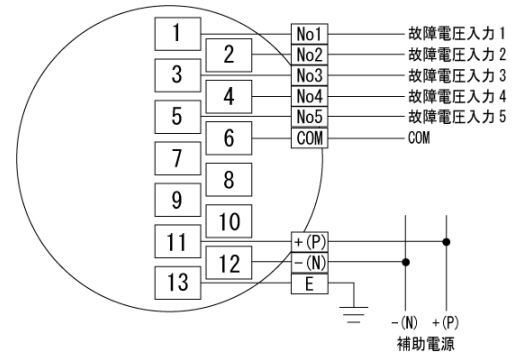 1 No1 故障電圧入力1
2 No2 故障電圧入力2
3 No3 故障電圧入力3
4 No4 故障電圧入力4
5 No5 故障電圧入力5
6 COM COM
7
8
9
10
11 +(P)
12 -(N)
13 E
-(N) +(P)
補助電源